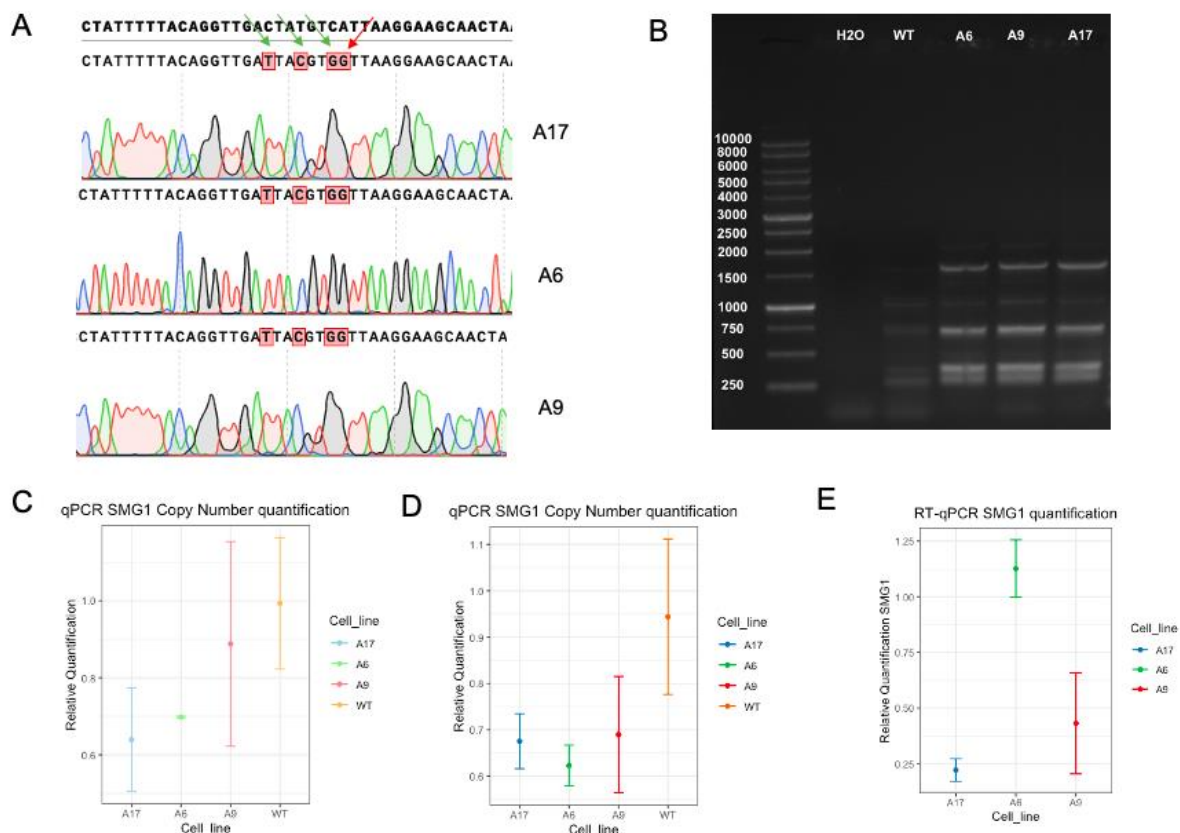 A
CTATTTTTACAGGTTGACTATGTCATTAAGGAAGCAACTA
CTATTTTTACAGGTTGATTACGTGGTTAAGGAAGCAACTA
A17
CTATTTTTACAGGTTGATTACGTGGTTAAGGAAGCAACTA
A6
CTATTTTTACAGGTTGATTACGTGGTTAAGGAAGCAACTA
A9
B
H2O WT A6 A9 A17
10000
8000
6000
5000
4000
3000
2500
2000
1500
1000
750
500
250
C
qPCR SMG1 Copy Number quantification
Relative Quantification
1.0
0.8
0.6
A17 A6 A9 WT
Cell_line
Cell_line
A17
A6
A9
WT
D
qPCR SMG1 Copy Number quantification
Relative Quantification
1.1
1.0
0.9
0.8
0.7
0.6
A17 A6 A9 WT
Cell_line
Cell_line
A17
A6
A9
WT
E
RT-qPCR SMG1 quantification
Relative Quantification SMG1
1.25
1.00
0.75
0.50
0.25
A17 A6 A9
Cell_line
Cell_line
A17
A6
A9